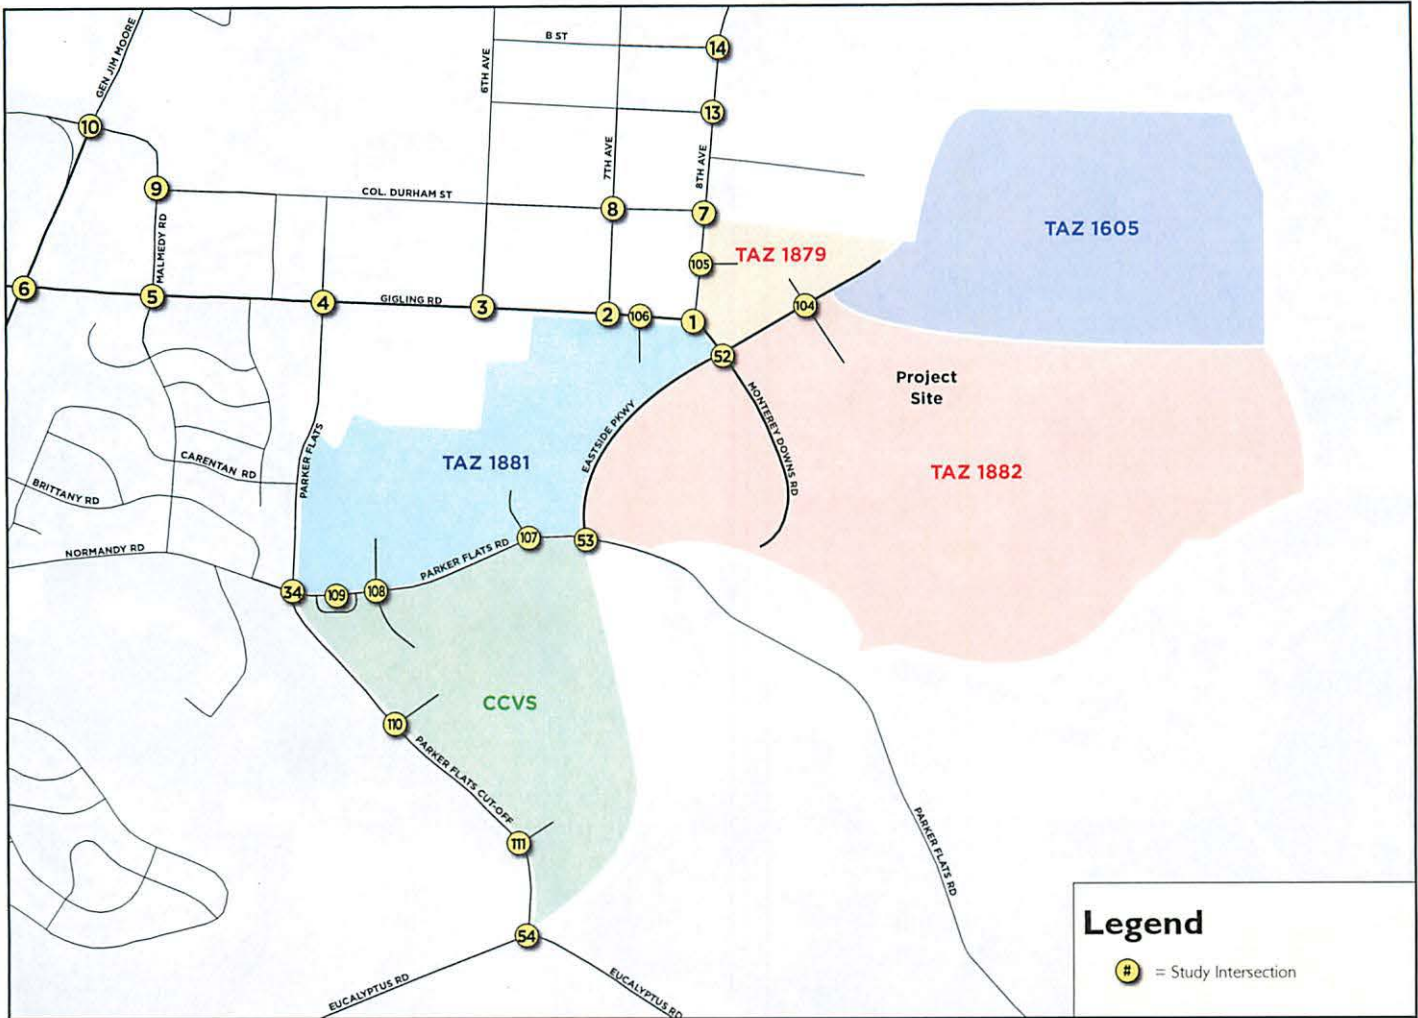 B ST
14
GEN JIM MOORE
6TH AVE
13
10
7TH AVE
8TH AVE
9
COL. DURHAM ST
8
7
TAZ 1605
MALMEDY RD
105
TAZ 1879
6
5
4
GIGLING RD
3
2
106
1
104
52
Project
Site
MONTEREY DOWNS RD
EASTSIDE PKWY
PARKER FLATS
CARENTAN RD
TAZ 1881
TAZ 1882
BRITTANY RD
NORMANDY RD
107
53
PARKER FLATS RD
34
109
108
CCVS
110
PARKER FLATS CUT-OFF
111
PARKER FLATS RD
54
EUCALYPTUS RD
EUCALYPTUS RD
Legend
# = Study Intersection